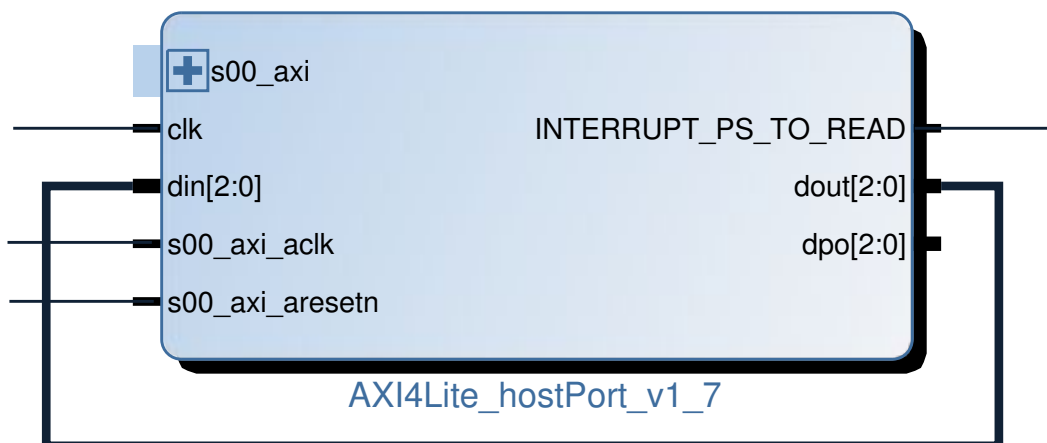 s00_axi
clk
INTERRUPT_PS_TO_READ
din[2:0]
dout[2:0]
s00_axi_aclk
dpo[2:0]
s00_axi_aresetn
AXI4Lite_hostPort_v1_7